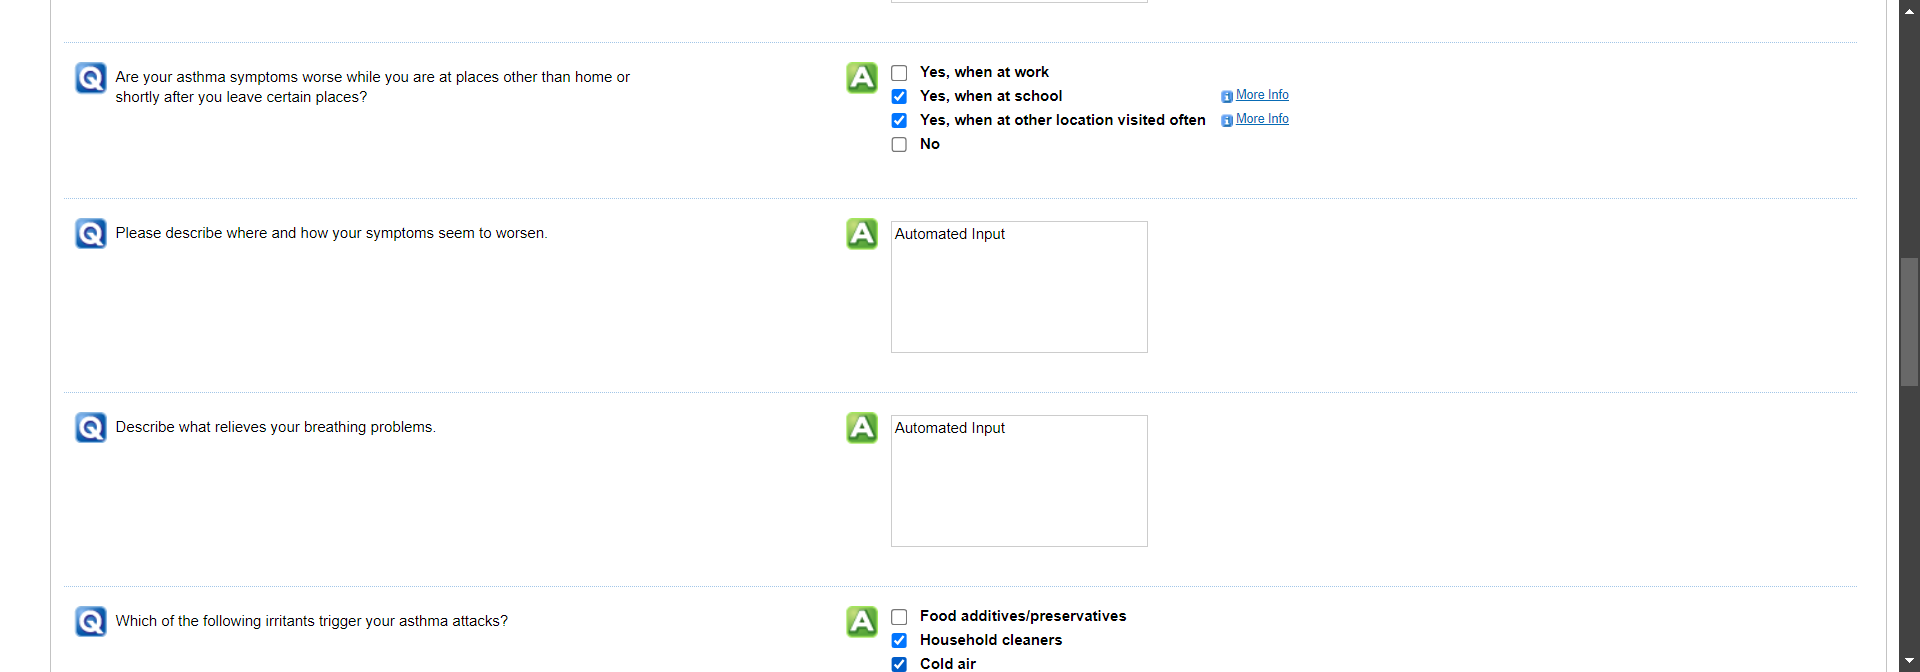 Are your asthma symptoms worse while you are at places other than home or
shortly after you leave certain places?
Yes, when at work
Yes, when at school More Info
Yes, when at other location visited often More Info
No
Please describe where and how your symptoms seem to worsen.
Automated Input
Describe what relieves your breathing problems.
Automated Input
Which of the following irritants trigger your asthma attacks?
Food additives/preservatives
Household cleaners
Cold air